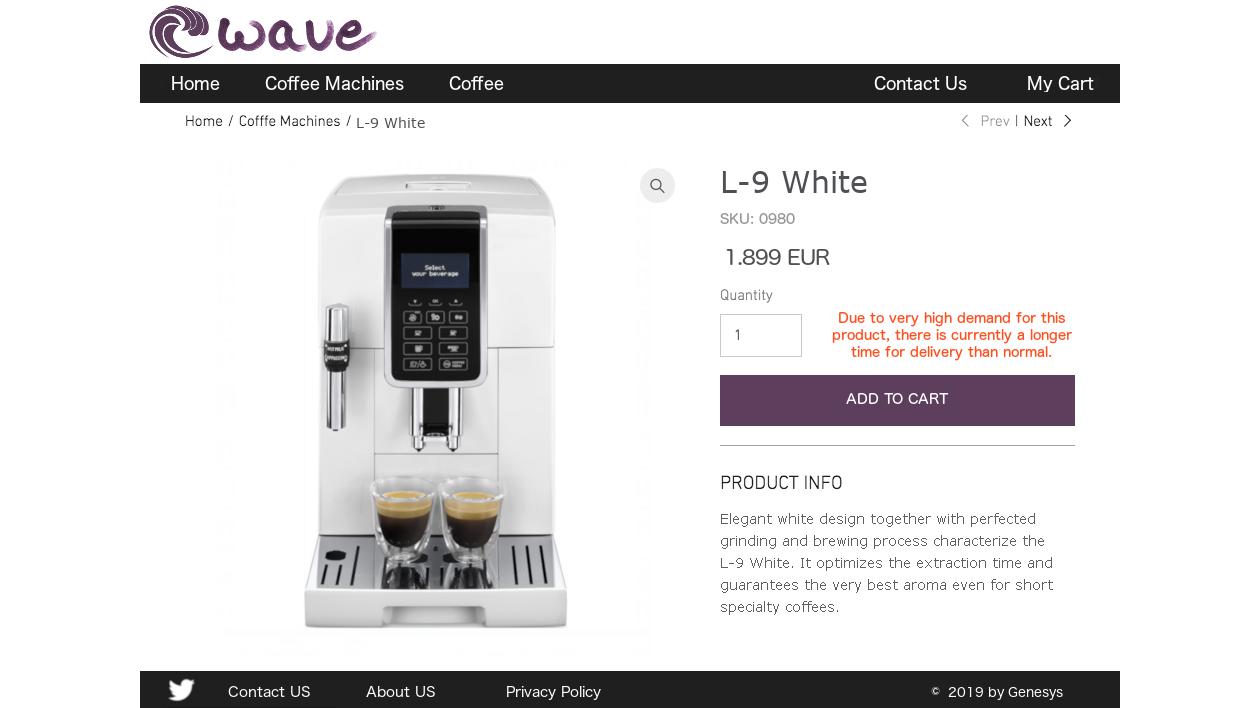 wave
Home Coffee Machines Coffee Contact Us My Cart
Home / Cofffe Machines / L-9 White
< Prev | Next >
L-9 White
SKU: 0980
1.899 EUR
Quantity
1
Due to very high demand for this
product, there is currently a longer
time for delivery than normal.
ADD TO CART
Select
your beverage
PRODUCT INFO
Elegant white design together with perfected
grinding and brewing process characterize the
L-9 White. It optimizes the extraction time and
guarantees the very best aroma even for short
specialty coffees.
Contact US About US Privacy Policy © 2019 by Genesys